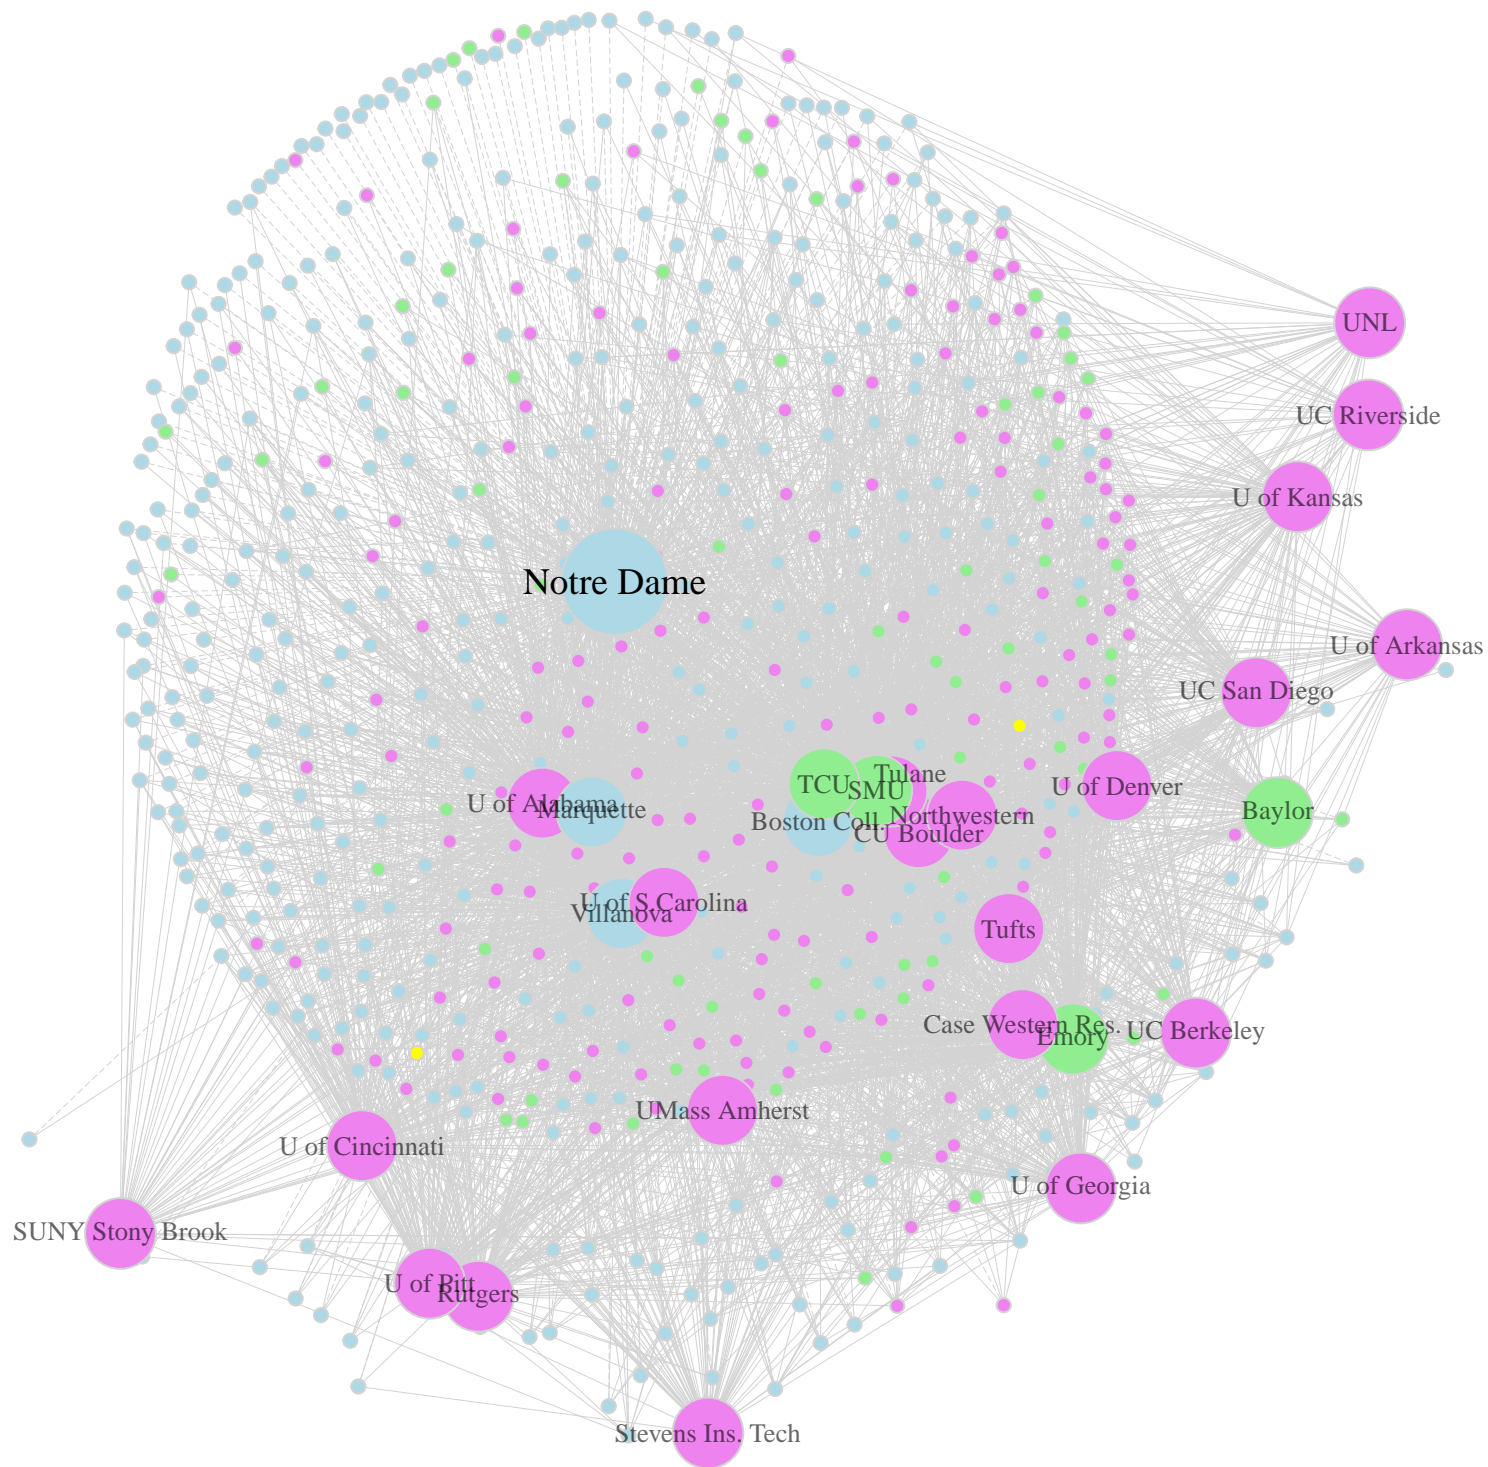 UNL
UC Riverside
U of Kansas
Notre Dame
U of Arkansas
UC San Diego
Tulane
TCU
SMU
U of Denver
U of Alabama
Marquette
Boston Coll.
Northwestern
CU Boulder
Baylor
U of S.Carolina
Villanova
Tufts
Case Western Res.
Emory
UC Berkeley
UMass Amherst
U of Cincinnati
U of Georgia
SUNY Stony Brook
U of Pitt
Rutgers
Stevens Ins. Tech